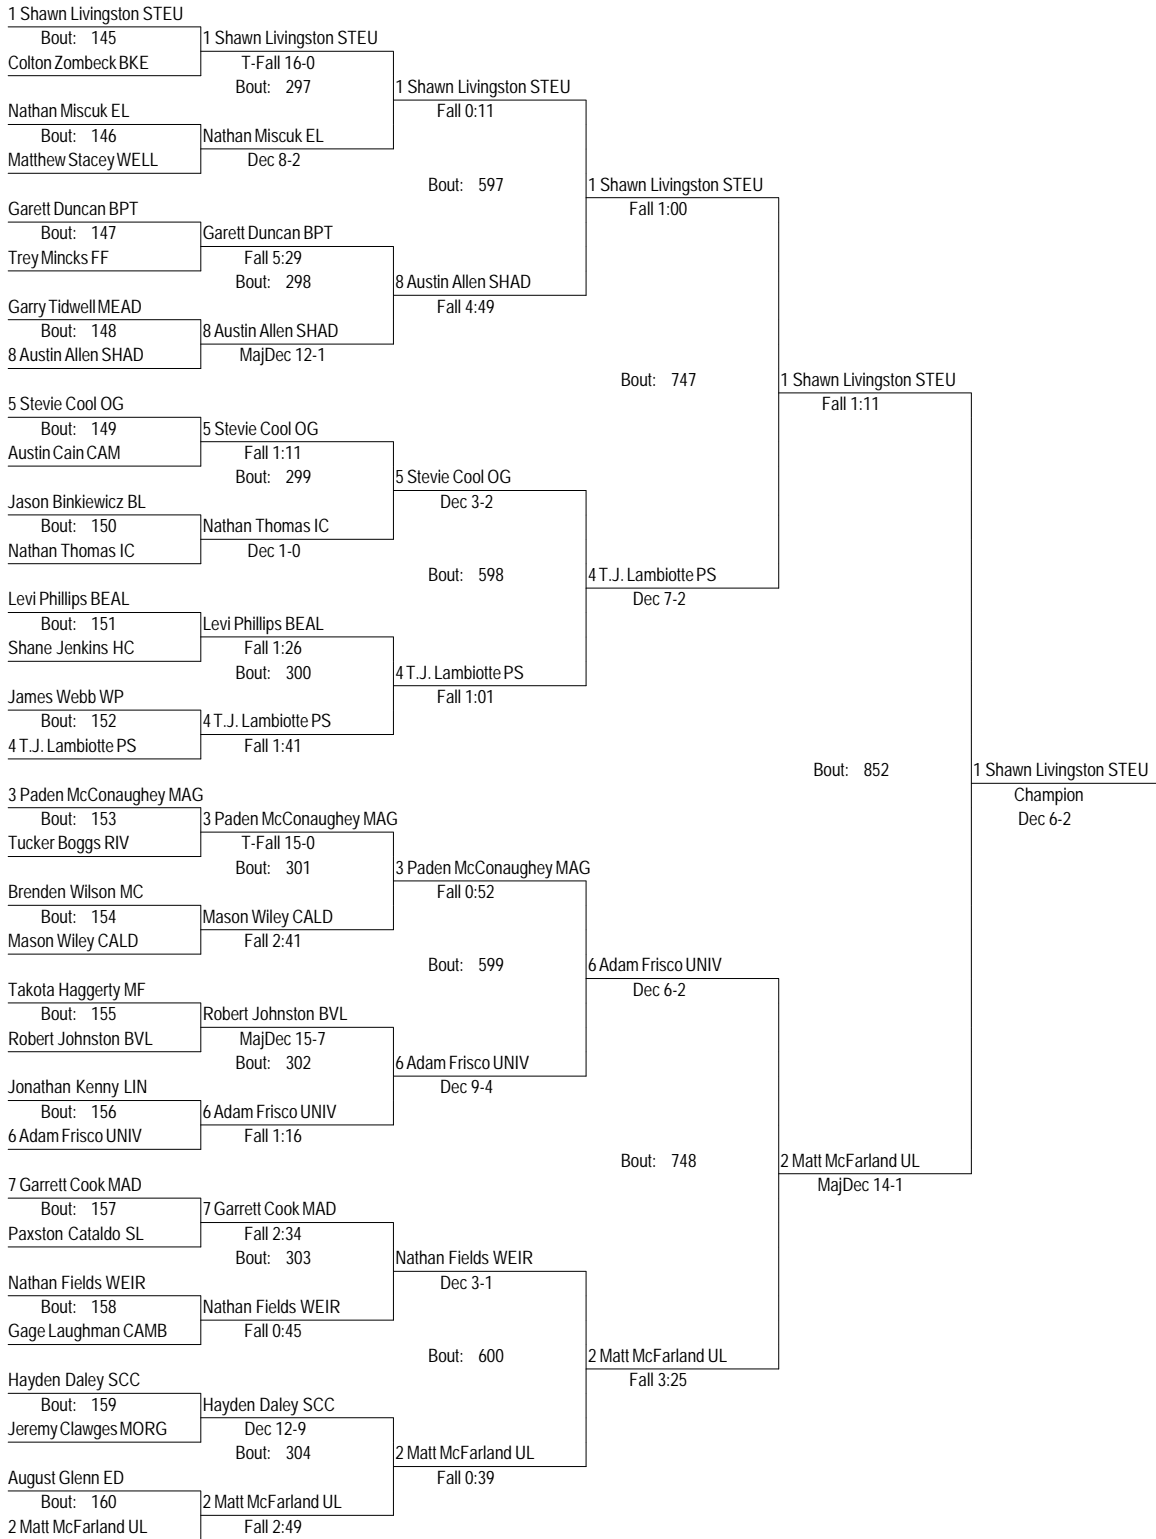 1 Shawn Livingston STEU
Bout: 145
1 Shawn Livingston STEU
Colton Zombeck BKE
T-Fall 16-0
Bout: 297
1 Shawn Livingston STEU
Nathan Miscuk EL
Fall 0:11
Bout: 146
Nathan Miscuk EL
Matthew Stacey WELL
Dec 8-2
Bout: 597
1 Shawn Livingston STEU
Garett Duncan BPT
Fall 1:00
Bout: 147
Garett Duncan BPT
Trey Mincks FF
Fall 5:29
Bout: 298
8 Austin Allen SHAD
Garry Tidwell MEAD
Fall 4:49
Bout: 148
8 Austin Allen SHAD
8 Austin Allen SHAD
MajDec 12-1
Bout: 747
1 Shawn Livingston STEU
5 Stevie Cool OG
Fall 1:11
Bout: 149
5 Stevie Cool OG
Austin Cain CAM
Fall 1:11
Bout: 299
5 Stevie Cool OG
Jason Binkiewicz BL
Dec 3-2
Bout: 150
Nathan Thomas IC
Nathan Thomas IC
Dec 1-0
Bout: 598
4 T.J. Lambiotte PS
Levi Phillips BEAL
Dec 7-2
Bout: 151
Levi Phillips BEAL
Shane Jenkins HC
Fall 1:26
Bout: 300
4 T.J. Lambiotte PS
James Webb WP
Fall 1:01
Bout: 152
4 T.J. Lambiotte PS
4 T.J. Lambiotte PS
Fall 1:41
Bout: 852
1 Shawn Livingston STEU
3 Paden McConaughey MAG
Champion
Bout: 153
3 Paden McConaughey MAG
Dec 6-2
Tucker Boggs RIV
T-Fall 15-0
Bout: 301
3 Paden McConaughey MAG
Brenden Wilson MC
Fall 0:52
Bout: 154
Mason Wiley CALD
Mason Wiley CALD
Fall 2:41
Bout: 599
6 Adam Frisco UNIV
Takota Haggerty MF
Dec 6-2
Bout: 155
Robert Johnston BVL
Robert Johnston BVL
MajDec 15-7
Bout: 302
6 Adam Frisco UNIV
Jonathan Kenny LIN
Dec 9-4
Bout: 156
6 Adam Frisco UNIV
6 Adam Frisco UNIV
Fall 1:16
Bout: 748
2 Matt McFarland UL
7 Garrett Cook MAD
MajDec 14-1
Bout: 157
7 Garrett Cook MAD
Paxston Cataldo SL
Fall 2:34
Bout: 303
Nathan Fields WEIR
Nathan Fields WEIR
Dec 3-1
Bout: 158
Nathan Fields WEIR
Gage Laughman CAMB
Fall 0:45
Bout: 600
2 Matt McFarland UL
Hayden Daley SCC
Fall 3:25
Bout: 159
Hayden Daley SCC
Jeremy Clawges MORG
Dec 12-9
Bout: 304
2 Matt McFarland UL
August Glenn ED
Fall 0:39
Bout: 160
2 Matt McFarland UL
2 Matt McFarland UL
Fall 2:49